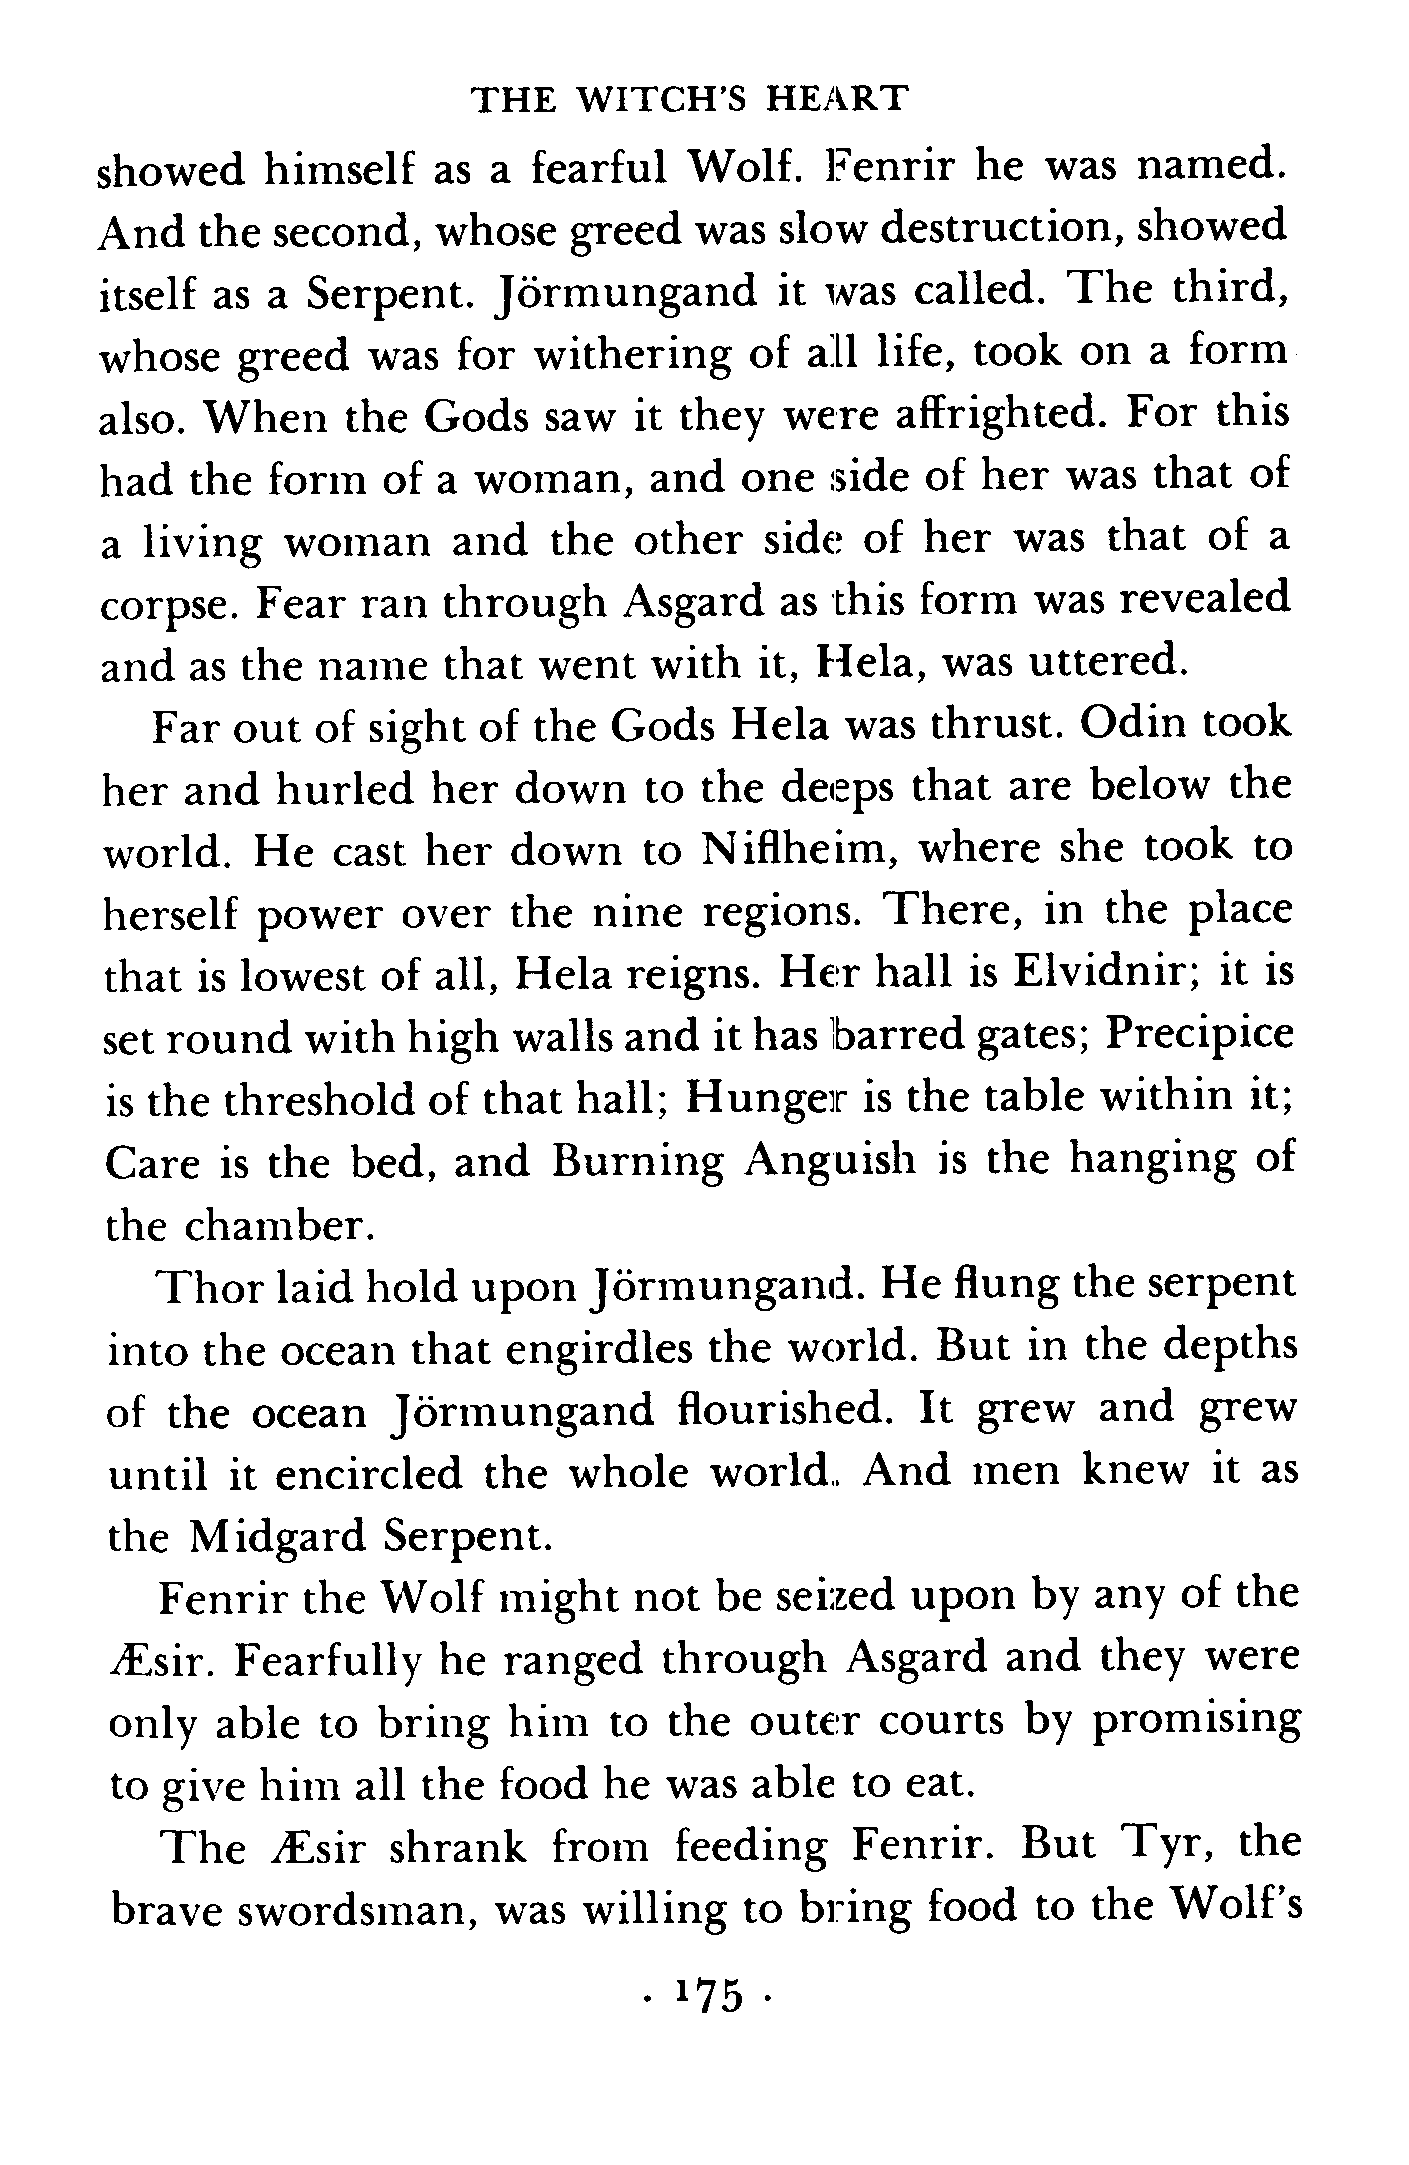 THE WITCH'S HEART
showed himself as a fearful Wolf. Fenrir he was named.
And the second, whose greed was slow destruction, showed
itself as a Serpent. Jörmungand it was called. The third,
whose greed was for withering of all life, took on a form
also. When the Gods saw it they were affrighted. For this
had the form of a woman, and one side of her was that of
a living woman and the other side of her was that of a
corpse. Fear ran through Asgard as this form was revealed
and as the name that went with it, Hela, was uttered.
Far out of sight of the Gods Hela was thrust. Odin took
her and hurled her down to the deeps that are below the
world. He cast her down to Niflheim, where she took to
herself power over the nine regions. There, in the place
that is lowest of all, Hela reigns. Her hall is Elvidnir; it is
set round with high walls and it has barred gates; Precipice
is the threshold of that hall; Hunger is the table within it;
Care is the bed, and Burning Anguish is the hanging of
the chamber.
Thor laid hold upon Jörmungand. He flung the serpent
into the ocean that engirdles the world. But in the depths
of the ocean Jörmungand flourished. It grew and grew
until it encircled the whole world. And men knew it as
the Midgard Serpent.
Fenrir the Wolf might not be seized upon by any of the
Æsir. Fearfully he ranged through Asgard and they were
only able to bring him to the outer courts by promising
to give him all the food he was able to eat.
The Æsir shrank from feeding Fenrir. But Tyr, the
brave swordsman, was willing to bring food to the Wolf's
· 175 ·